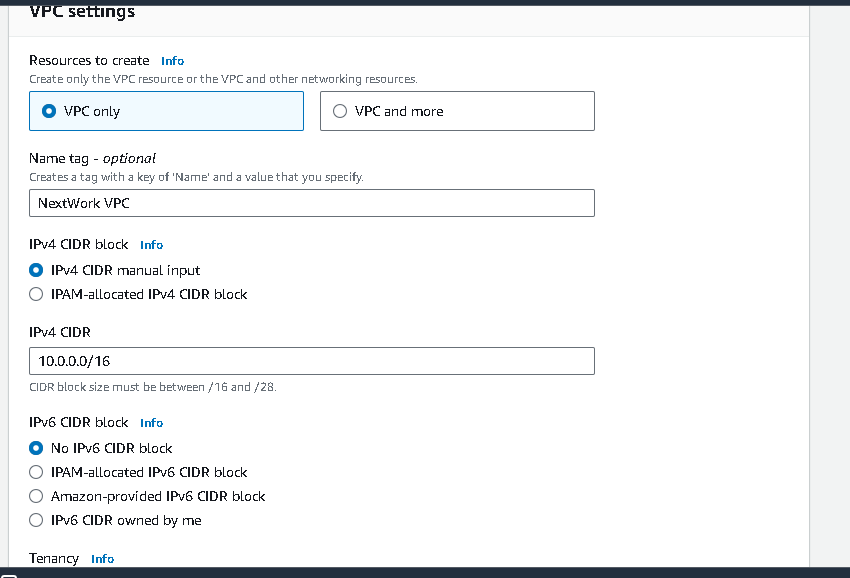 VPC settings
Resources to create Info
Create only the VPC resource or the VPC and other networking resources.
VPC only
VPC and more
Name tag - optional
Creates a tag with a key of 'Name' and a value that you specify.
NextWork VPC
IPv4 CIDR block Info
IPv4 CIDR manual input
IPAM-allocated IPv4 CIDR block
IPv4 CIDR
10.0.0.0/16
CIDR block size must be between /16 and /28.
IPv6 CIDR block Info
No IPv6 CIDR block
IPAM-allocated IPv6 CIDR block
Amazon-provided IPv6 CIDR block
IPv6 CIDR owned by me
Tenancy Info